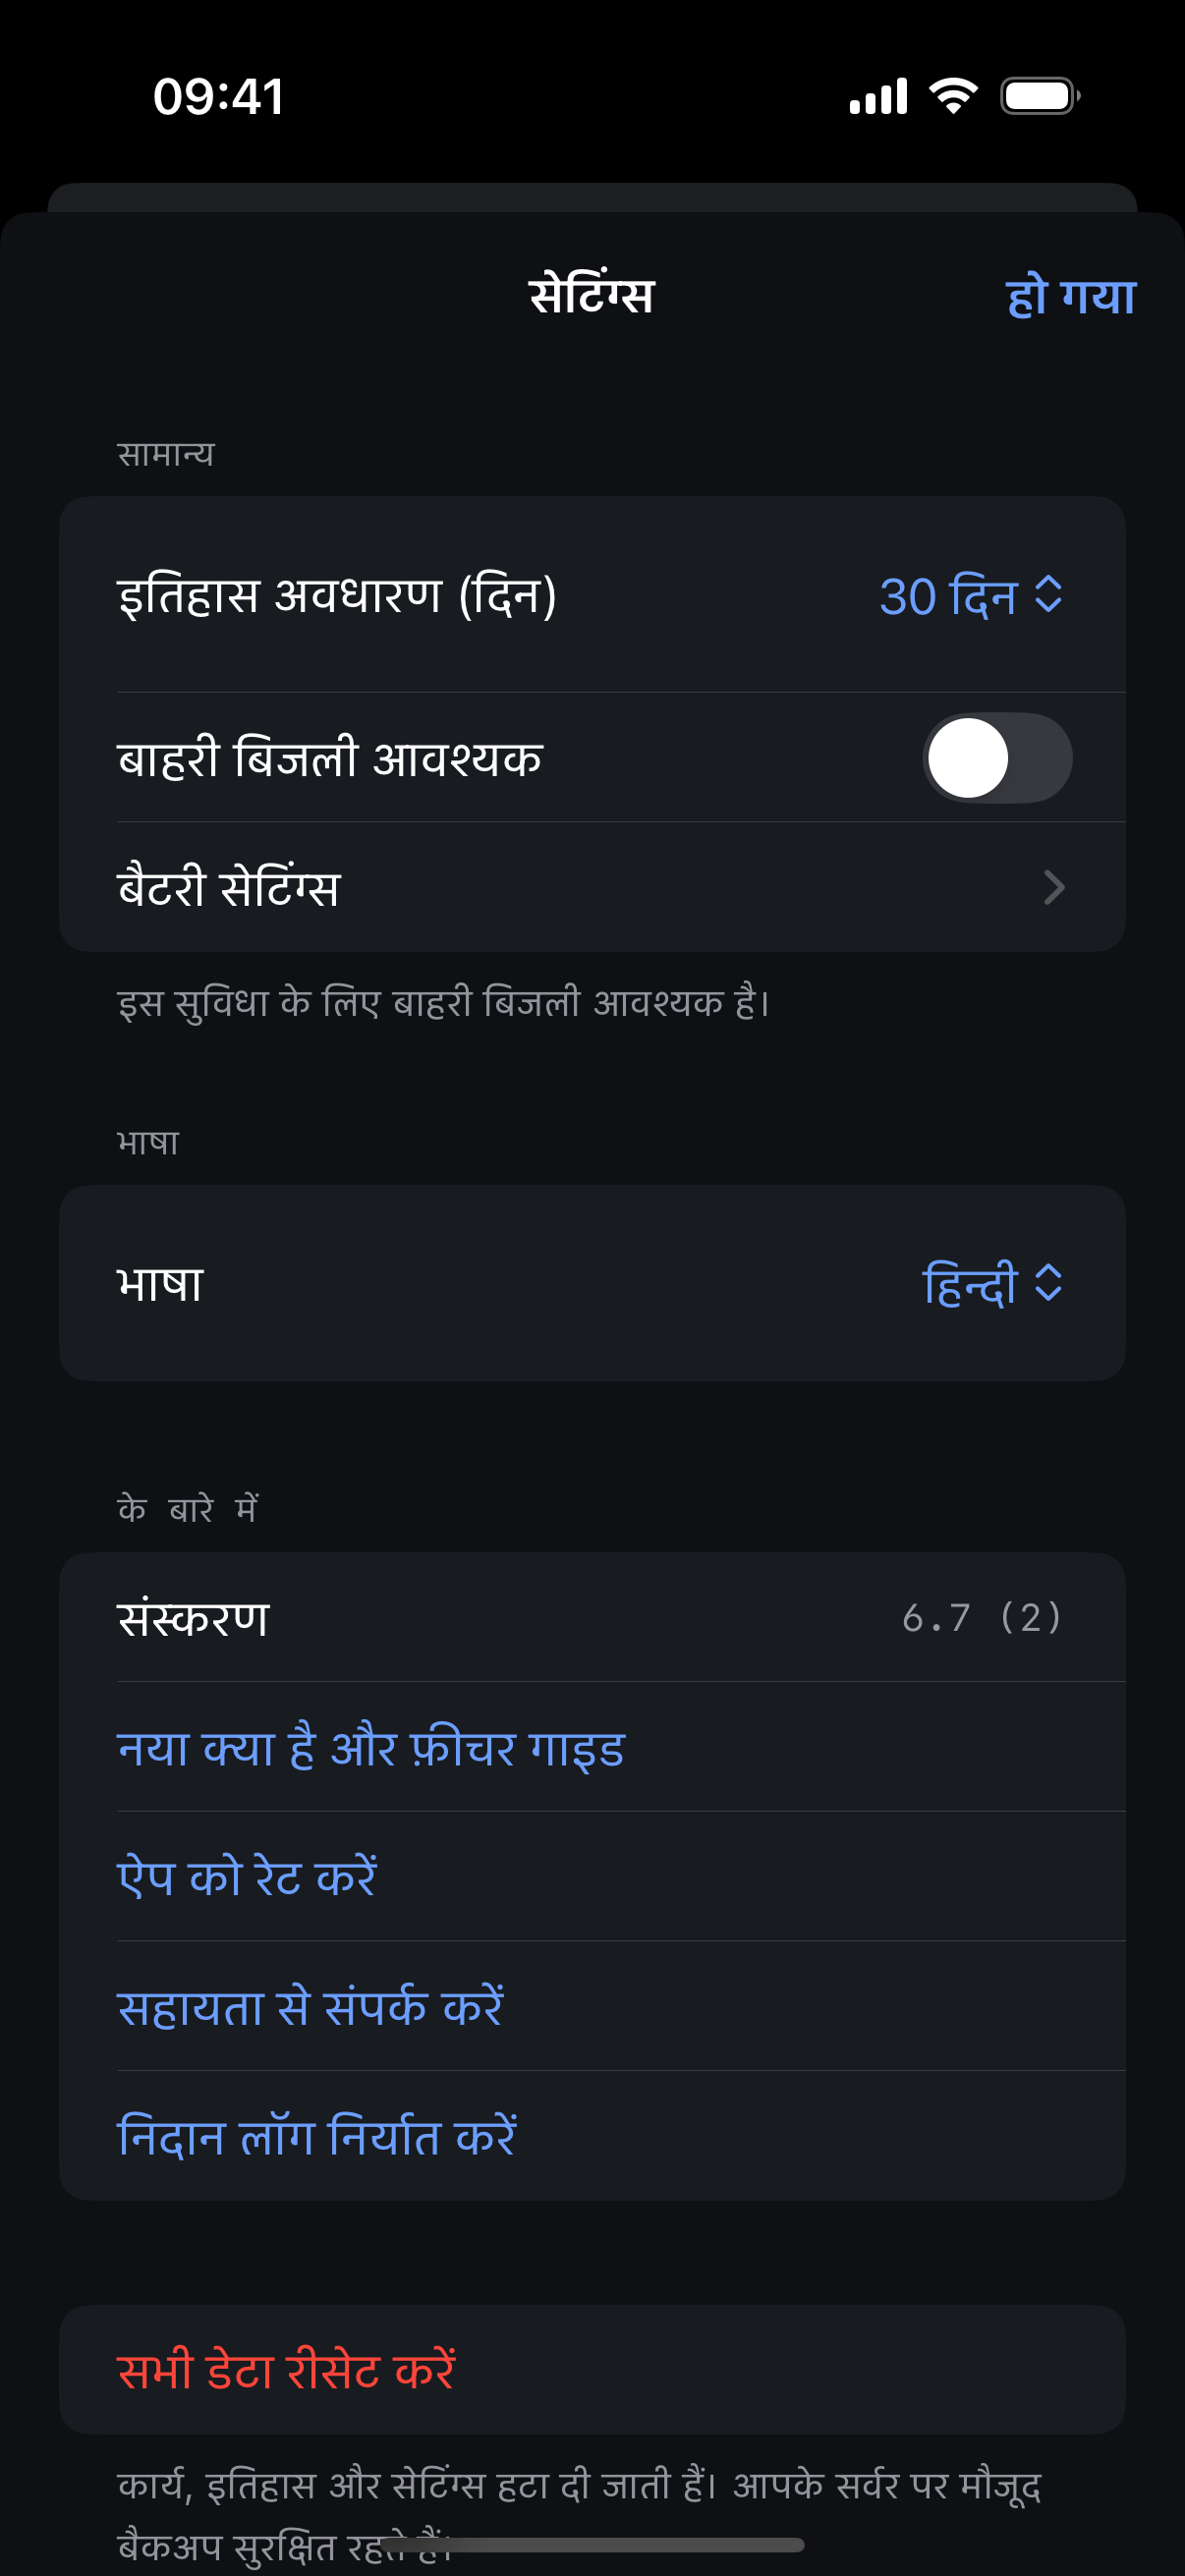 09:41
सेटिंग्स
हो गया
सामान्य
इतिहास अवधारण (दिन)
30 दिन
बाहरी बिजली आवश्यक
बैटरी सेटिंग्स
इस सुविधा के लिए बाहरी बिजली आवश्यक है।
भाषा
भाषा
हिन्दी
के बारे में
संस्करण
6.7 (2)
नया क्या है और फ़ीचर गाइड
ऐप को रेट करें
सहायता से संपर्क करें
निदान लॉग निर्यात करें
सभी डेटा रीसेट करें
कार्य, इतिहास और सेटिंग्स हटा दी जाती हैं। आपके सर्वर पर मौजूद
बैकअप सुरक्षित रहते हैं।